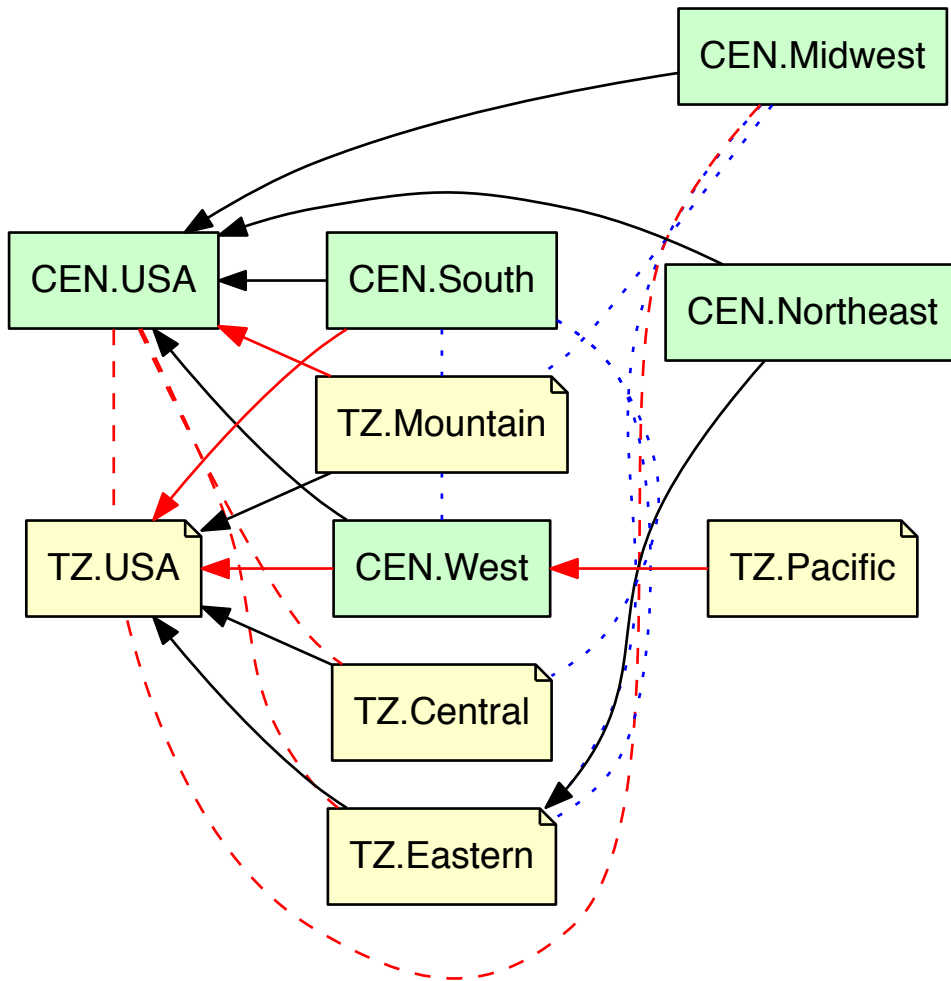 CEN.Midwest
CEN.USA
CEN.South
CEN.Northeast
TZ.Mountain
TZ.USA
CEN.West
TZ.Pacific
TZ.Central
TZ.Eastern